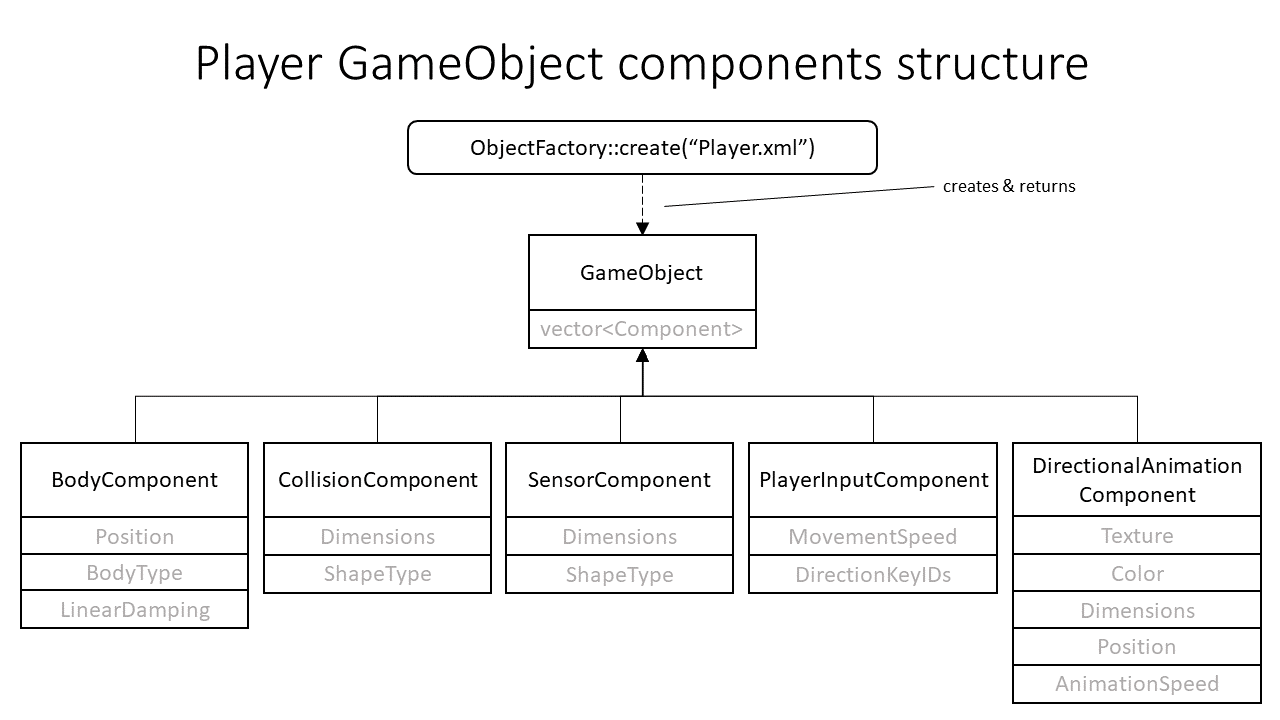 Player GameObject components structure
ObjectFactory::create(“Player.xml”)
creates & returns
GameObject
vector<Component>
BodyComponent
Position
BodyType
LinearDamping
CollisionComponent
Dimensions
ShapeType
SensorComponent
Dimensions
ShapeType
PlayerInputComponent
MovementSpeed
DirectionKeyIDs
DirectionalAnimation
Component
Texture
Color
Dimensions
Position
AnimationSpeed